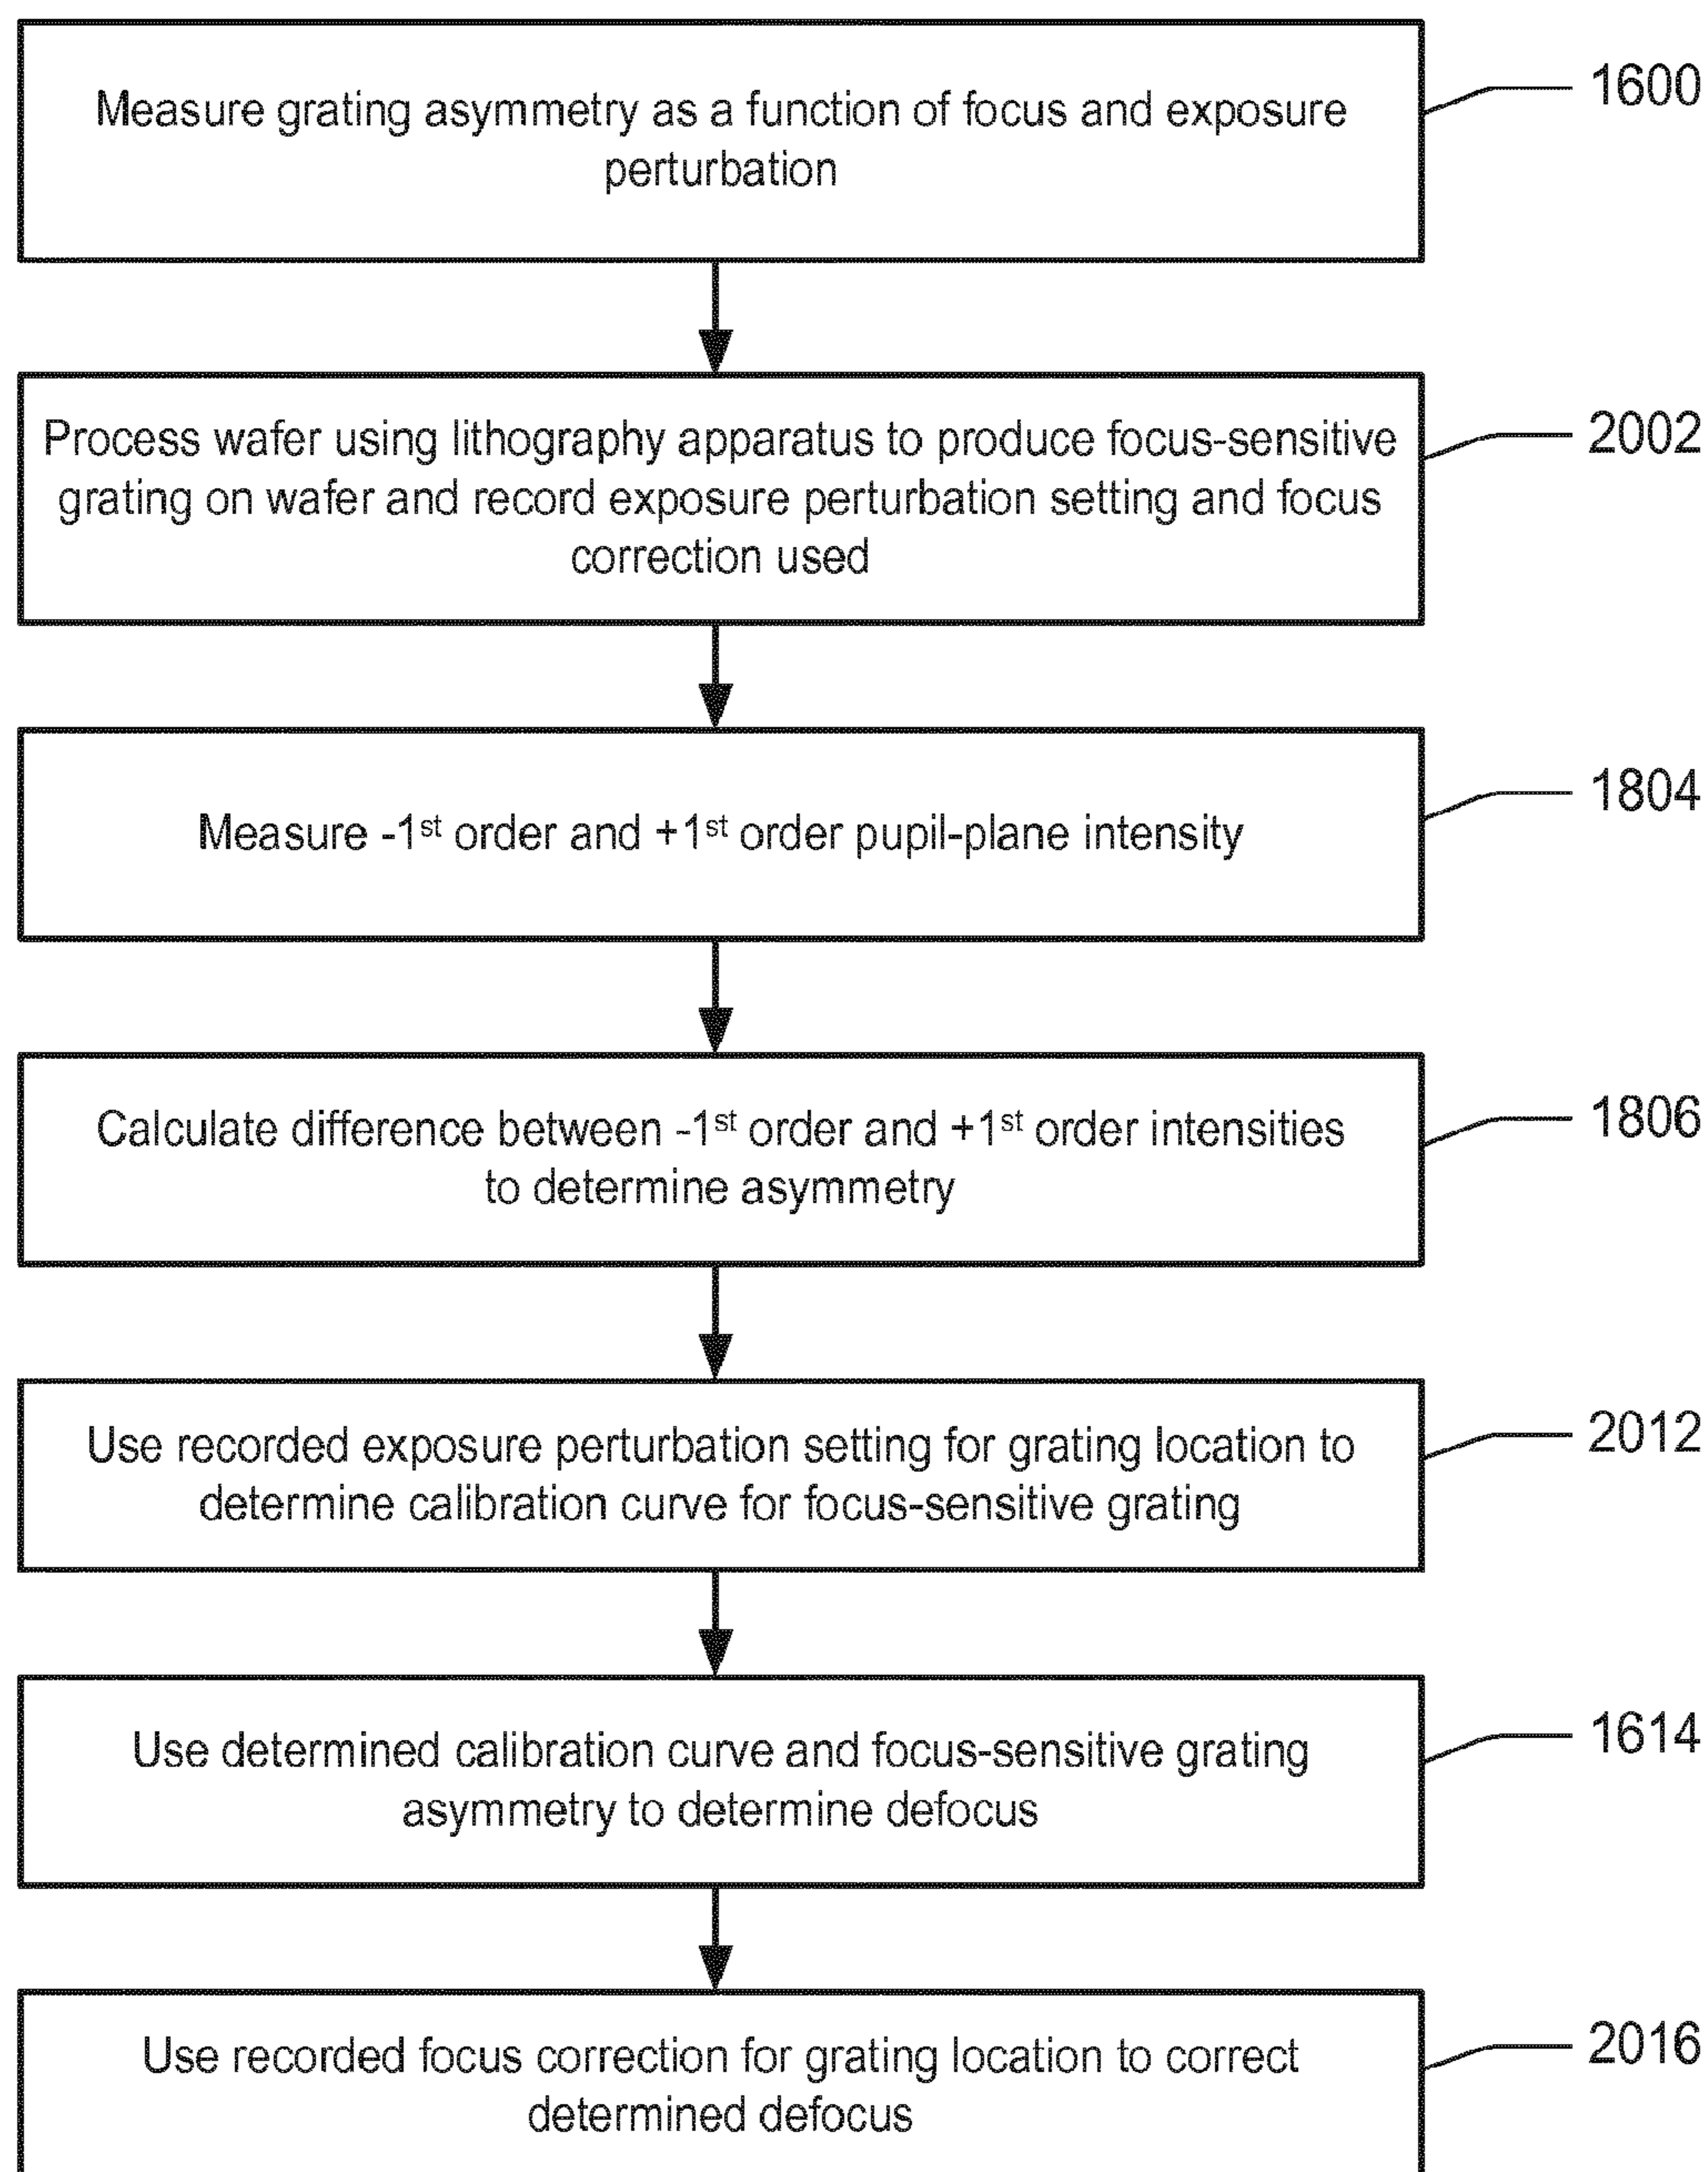 Measure grating asymmetry as a function of focus and exposure
perturbation
1600
Process wafer using lithography apparatus to produce focus-sensitive
grating on wafer and record exposure perturbation setting and focus
correction used
2002
Measure -1st order and +1st order pupil-plane intensity
1804
Calculate difference between -1st order and +1st order intensities
to determine asymmetry
1806
Use recorded exposure perturbation setting for grating location to
determine calibration curve for focus-sensitive grating
2012
Use determined calibration curve and focus-sensitive grating
asymmetry to determine defocus
1614
Use recorded focus correction for grating location to correct
determined defocus
2016